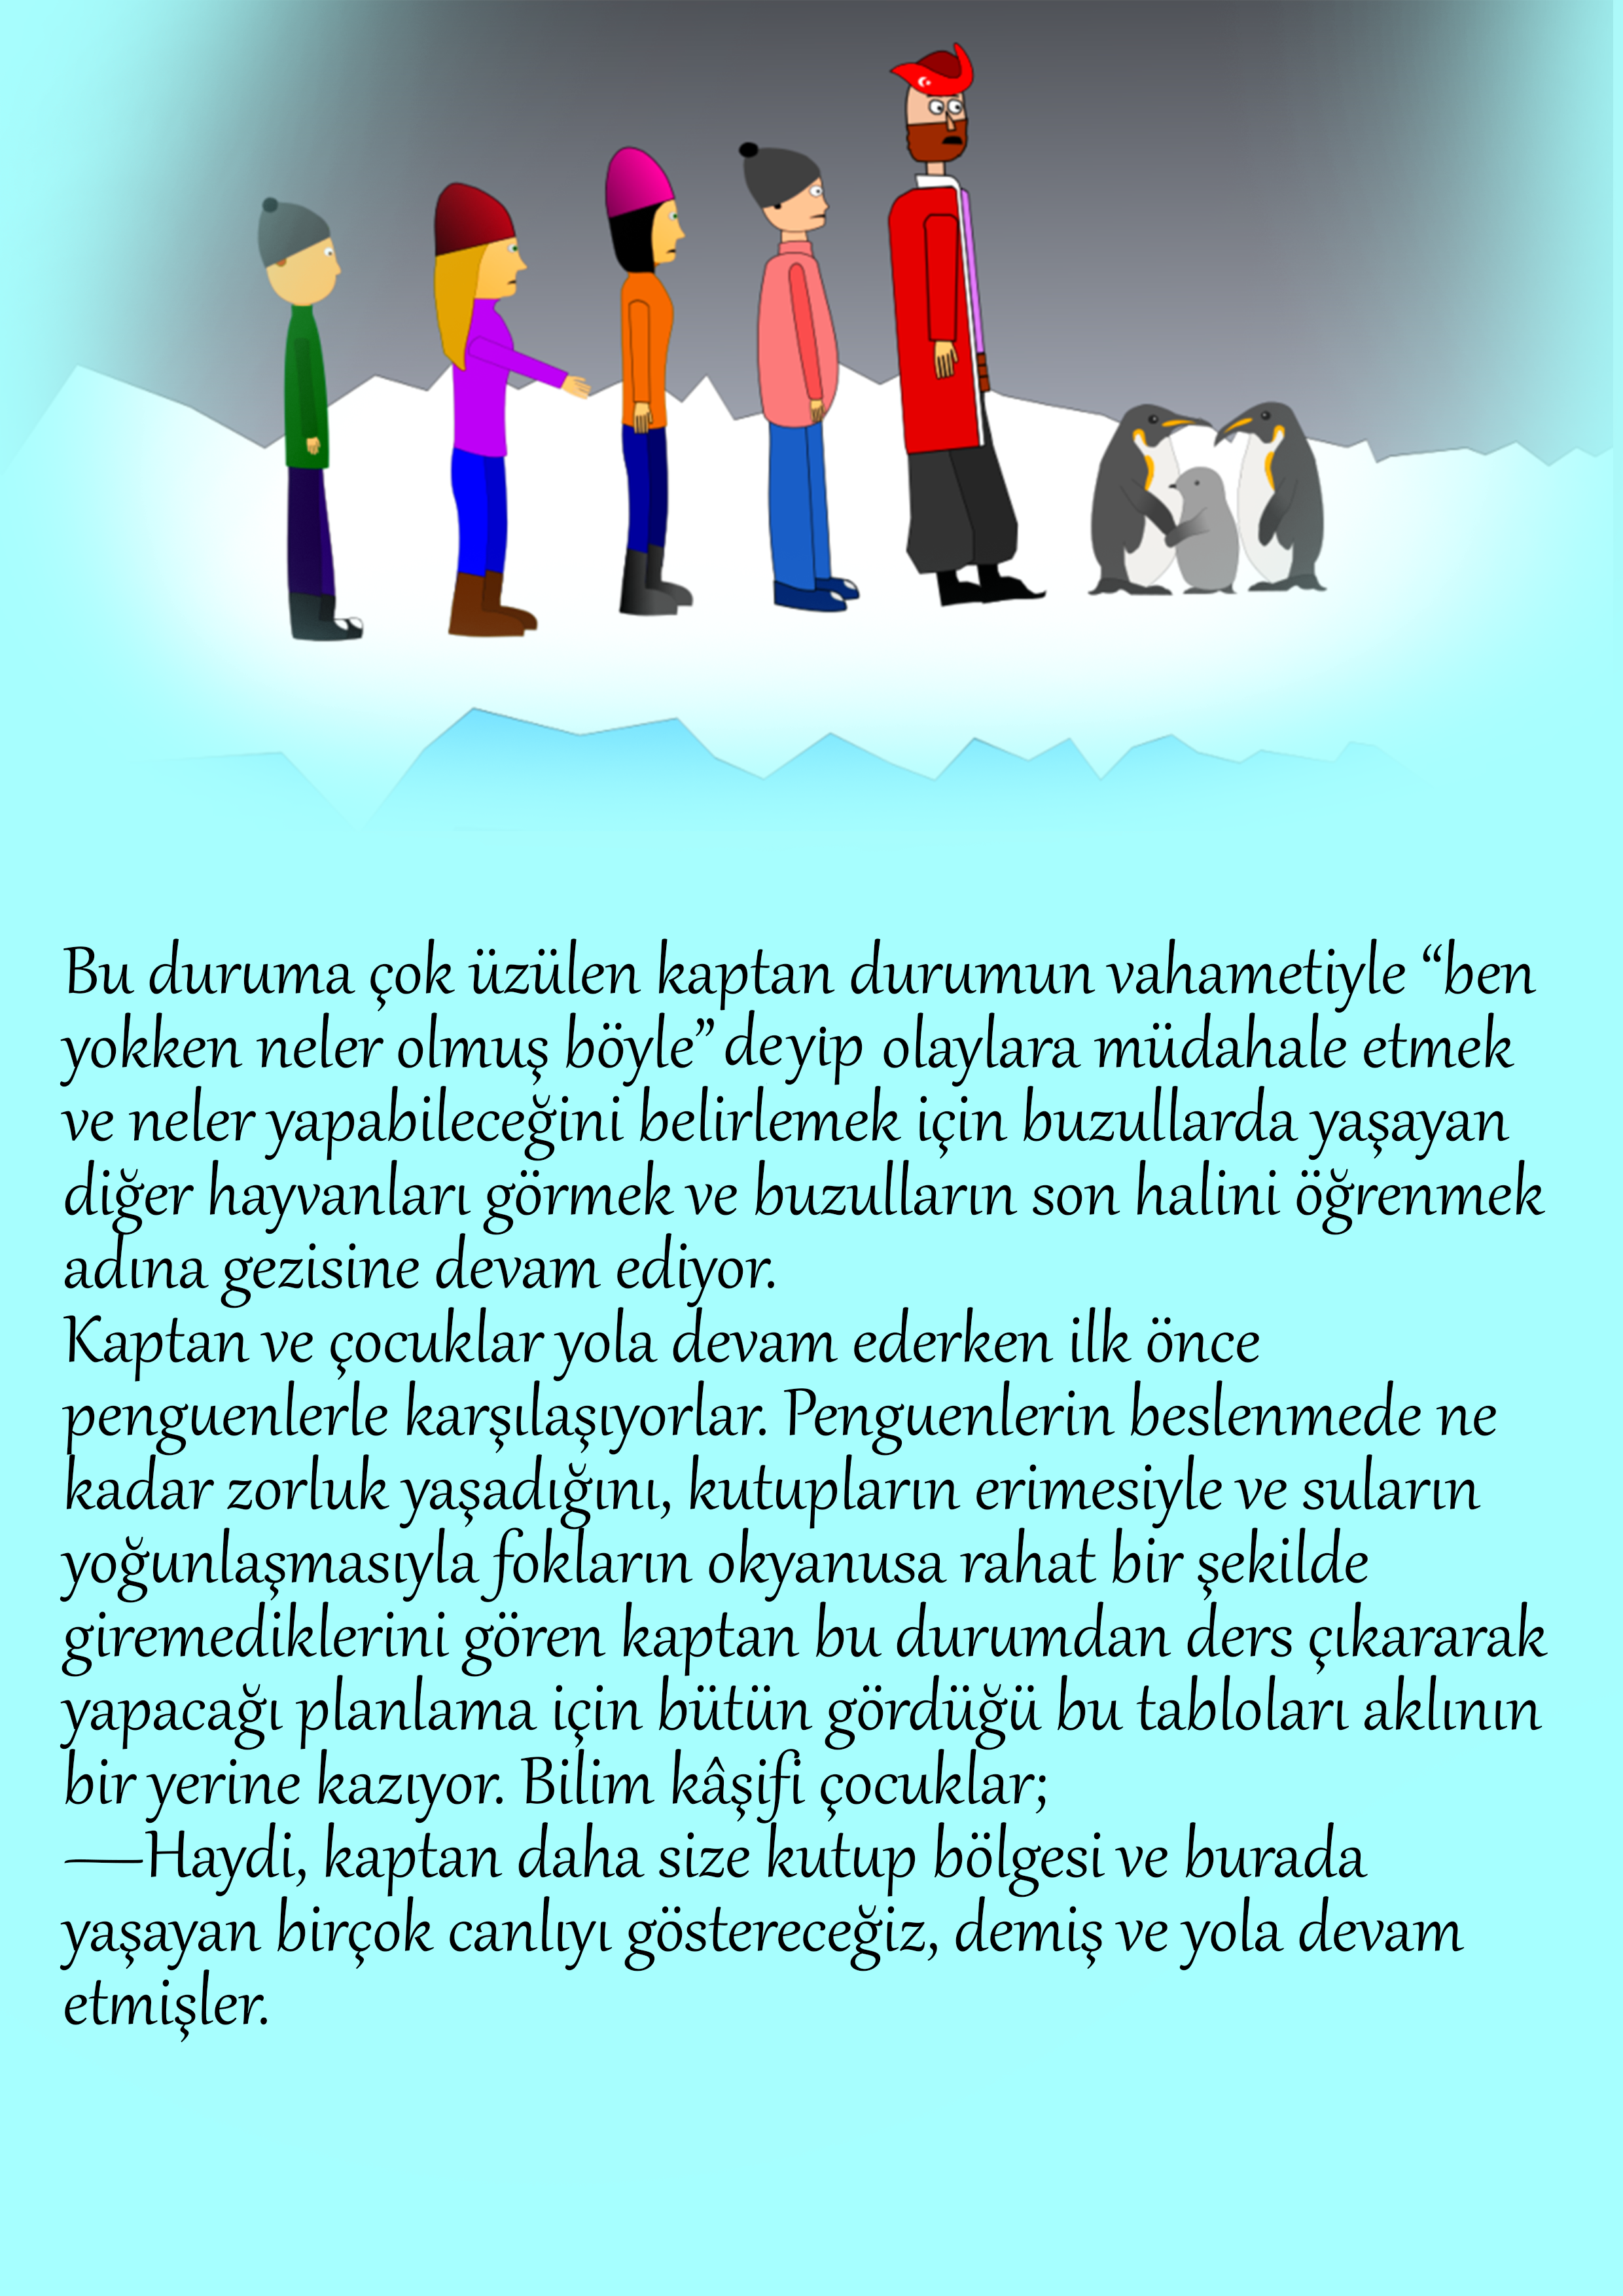 Bu duruma çok üzülen kaptan durumun vahametiyle “ben
yokken neler olmuş böyle” deyip olaylara müdahale etmek
ve neler yapabileceğini belirlemek için buzullarda yaşayan
diğer hayvanları görmek ve buzulların son halini öğrenmek
adına gezisine devam ediyor.
Kaptan ve çocuklar yola devam ederken ilk önce
penguenlerle karşılaşıyorlar. Penguenlerin beslenmede ne
kadar zorluk yaşadığını, kutupların erimesiyle ve suların
yoğunlaşmasıyla fokların okyanusa rahat bir şekilde
giremediklerini gören kaptan bu durumdan ders çıkararak
yapacağı planlama için bütün gördüğü bu tabloları aklının
bir yerine kazıyor. Bilim kâşifi çocuklar;
—Haydi, kaptan daha size kutup bölgesi ve burada
yaşayan birçok canlıyı göstereceğiz, demiş ve yola devam
etmişler.